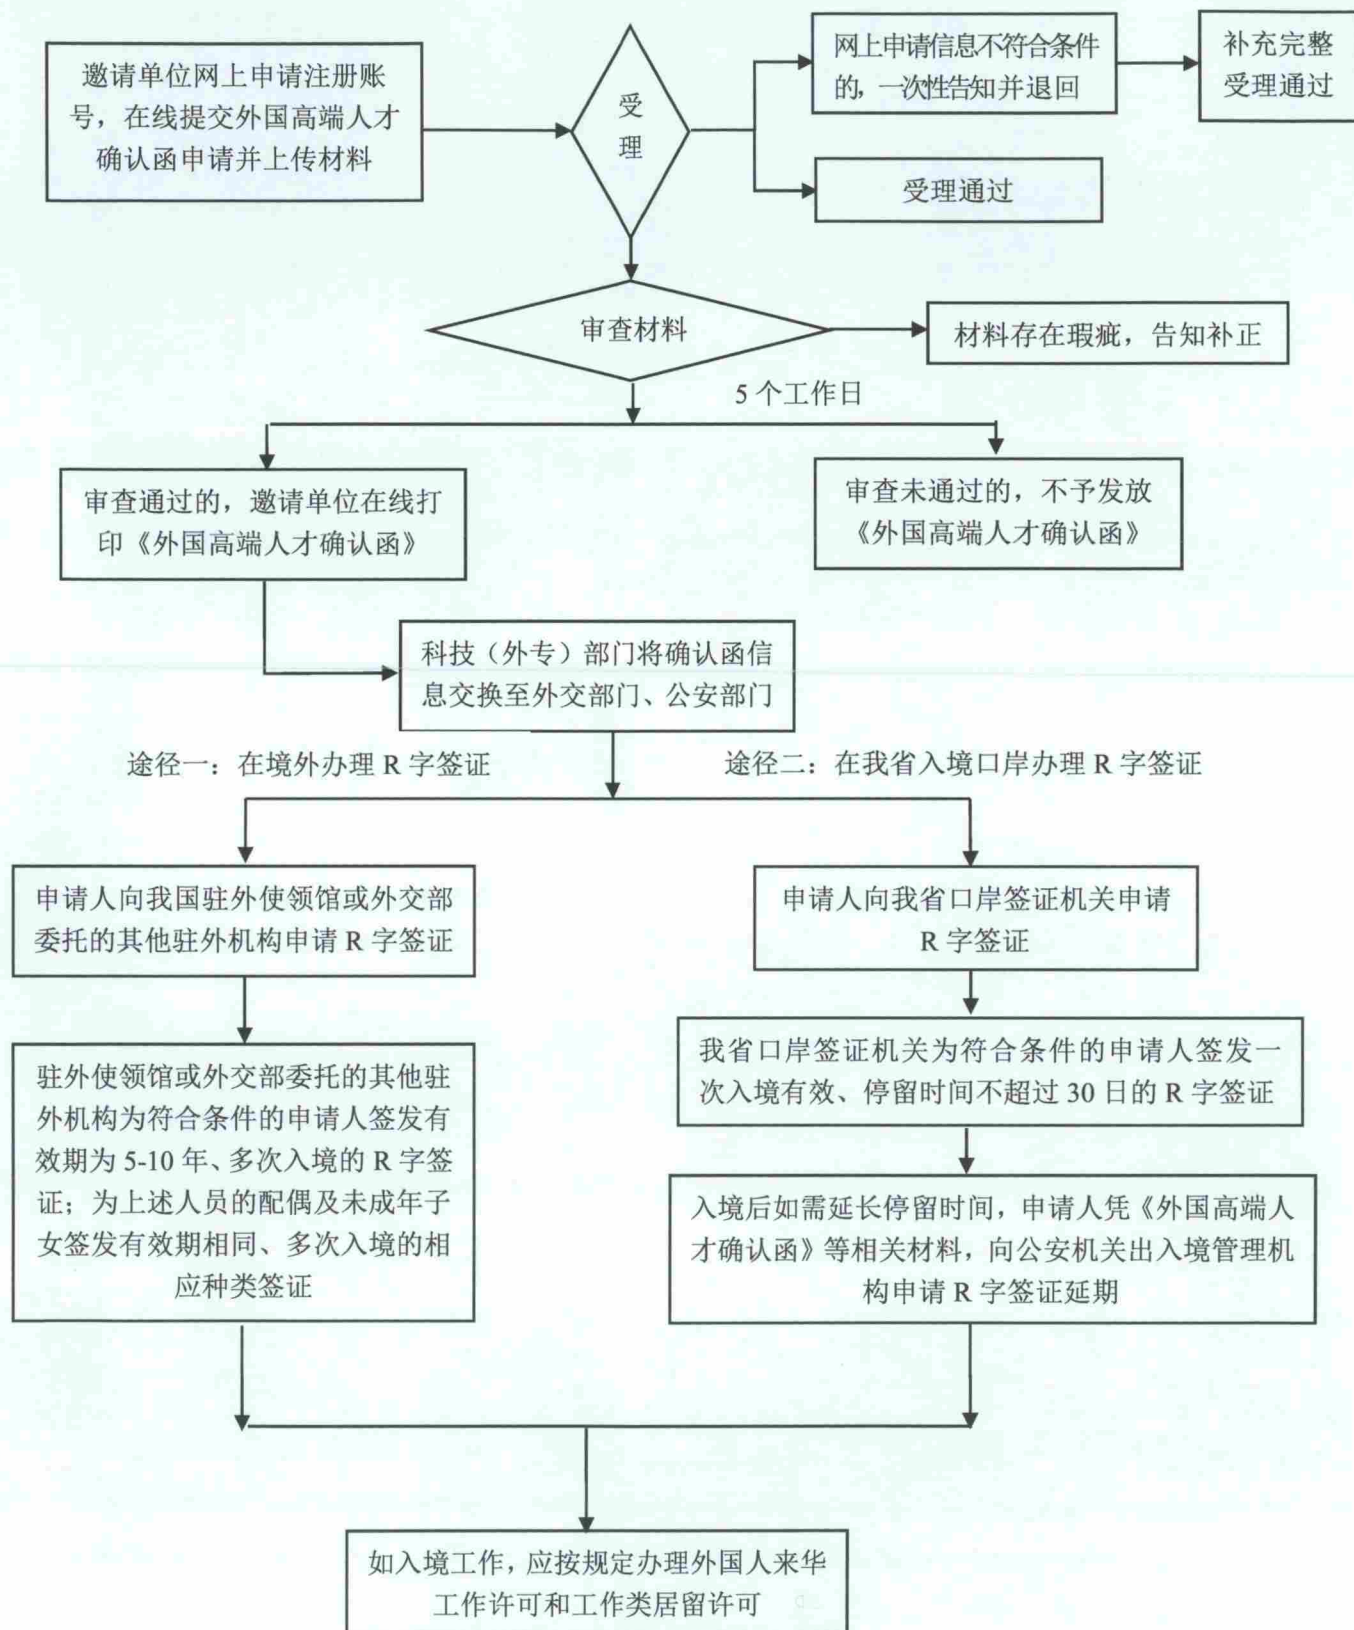 邀请单位网上申请注册账
号，在线提交外国高端人才
确认函申请并上传材料
受
理
网上申请信息不符合条件
的，一次性告知并退回
补充完整
受理通过
受理通过
审查材料
材料存在瑕疵，告知补正
5 个工作日
审查通过的，邀请单位在线打
印《外国高端人才确认函》
审查未通过的，不予发放
《外国高端人才确认函》
科技（外专）部门将确认函信
息交换至外交部门、公安部门
途径一：在境外办理 R 字签证
途径二：在我省入境口岸办理 R 字签证
申请人向我国驻外使领馆或外交部
委托的其他驻外机构申请 R 字签证
驻外使领馆或外交部委托的其他驻
外机构为符合条件的申请人签发有
效期为 5-10 年、多次入境的 R 字签
证；为上述人员的配偶及未成年子
女签发有效期相同、多次入境的相
应种类签证
申请人向我省口岸签证机关申请
R 字签证
我省口岸签证机关为符合条件的申请人签发一
次入境有效、停留时间不超过 30 日的 R 字签证
入境后如需延长停留时间，申请人凭《外国高端人
才确认函》等相关材料，向公安机关出入境管理机
构申请 R 字签证延期
如入境工作，应按规定办理外国人来华
工作许可和工作类居留许可